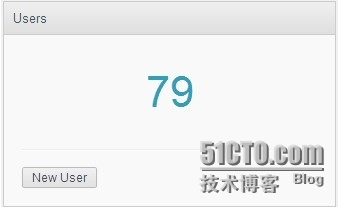 Users
79
New User
51CTO.com
技术博客 Blog